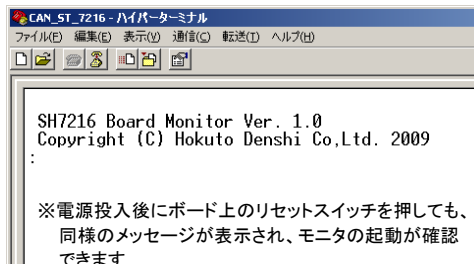 CAN_ST_7216 - ハイパーターミナル
ファイル(F) 編集(E) 表示(V) 通信(C) 転送(T) ヘルプ(H)
SH7216 Board Monitor Ver. 1.0
Copyright (C) Hokuto Denshi Co,Ltd. 2009
:
※電源投入後にボード上のリセットスイッチを押しても、
同様のメッセージが表示され、モニタの起動が確認
できます